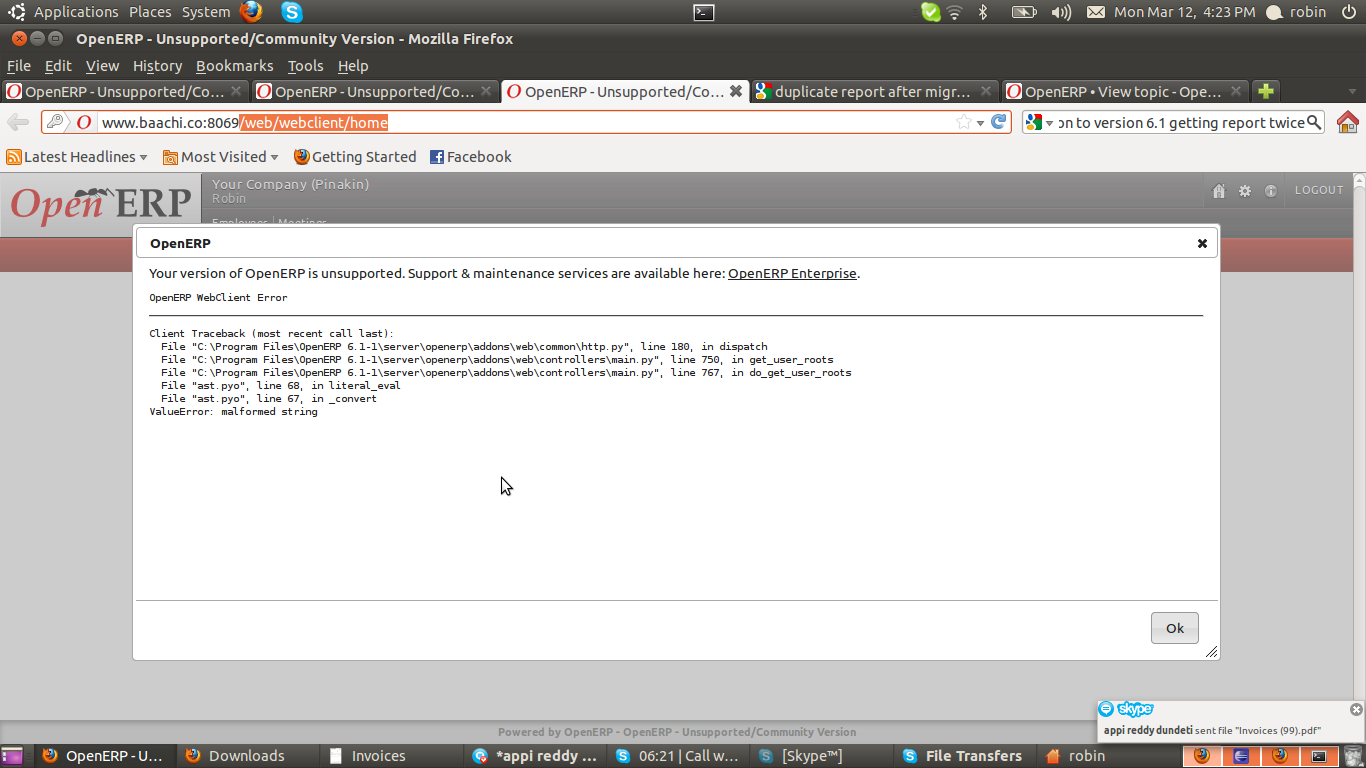 Applications Places System
Mon Mar 12, 4:23 PM robin
OpenERP - Unsupported/Community Version - Mozilla Firefox
File Edit View History Bookmarks Tools Help
OpenERP - Unsupported/Co... OpenERP - Unsupported/Co... OpenERP - Unsupported/Co... duplicate report after migr... OpenERP • View topic - Ope...
www.baachi.co:8069/web/webclient/home on to version 6.1 getting report twice
Latest Headlines Most Visited Getting Started Facebook
Open ERP
Your Company (Pinakin)
Robin
LOGOUT
Employees Meetings
OpenERP
Your version of OpenERP is unsupported. Support & maintenance services are available here: OpenERP Enterprise.
OpenERP WebClient Error
Client Traceback (most recent call last):
File "C:\Program Files\OpenERP 6.1-1\server\openerp\addons\web\common\http.py", line 180, in dispatch
File "C:\Program Files\OpenERP 6.1-1\server\openerp\addons\web\controllers\main.py", line 750, in get_user_roots
File "C:\Program Files\OpenERP 6.1-1\server\openerp\addons\web\controllers\main.py", line 767, in do_get_user_roots
File "ast.pyo", line 68, in literal_eval
File "ast.pyo", line 67, in _convert
ValueError: malformed string
Ok
skype
appi reddy dundeti sent file "Invoices (99).pdf"
Powered by OpenERP - OpenERP - Unsupported/Community Version
OpenERP - U... Downloads Invoices *appi reddy ... 06:21 | Call w... [Skype™] File Transfers robin